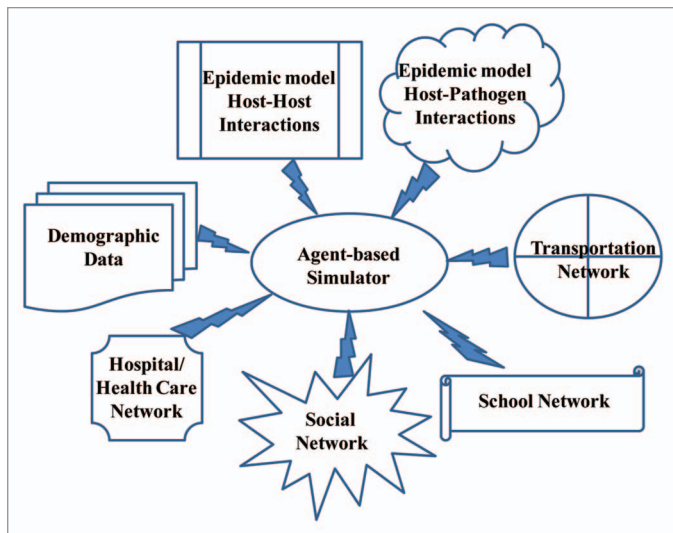 Epidemic model
Host-Host
Interactions
Epidemic model
Host-Pathogen
Interactions
Demographic
Data
Agent-based
Simulator
Transportation
Network
Hospital/
Health Care
Network
Social
Network
School Network